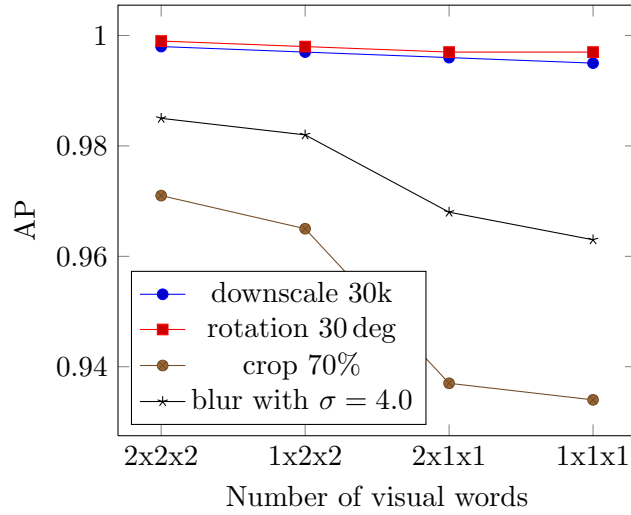 1
0.98
0.96
0.94
AP
downscale 30k
rotation 30 deg
crop 70%
blur with σ = 4.0
2x2x2 1x2x2 2x1x1 1x1x1
Number of visual words